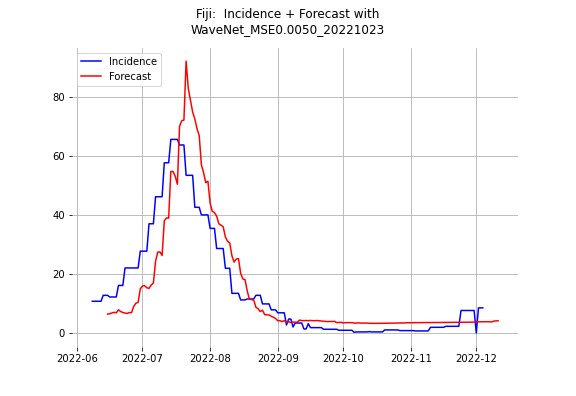 Fiji:  Incidence + Forecast with
WaveNet_MSE0.0050_20221023
Incidence
Forecast
80
60
40
20
0
2022-06 2022-07 2022-08 2022-09 2022-10 2022-11 2022-12